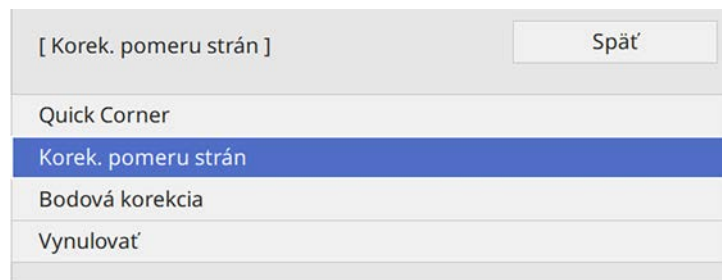 [ Korek. pomeru strán ]
Späť
Quick Corner
Korek. pomeru strán
Bodová korekcia
Vynulovať